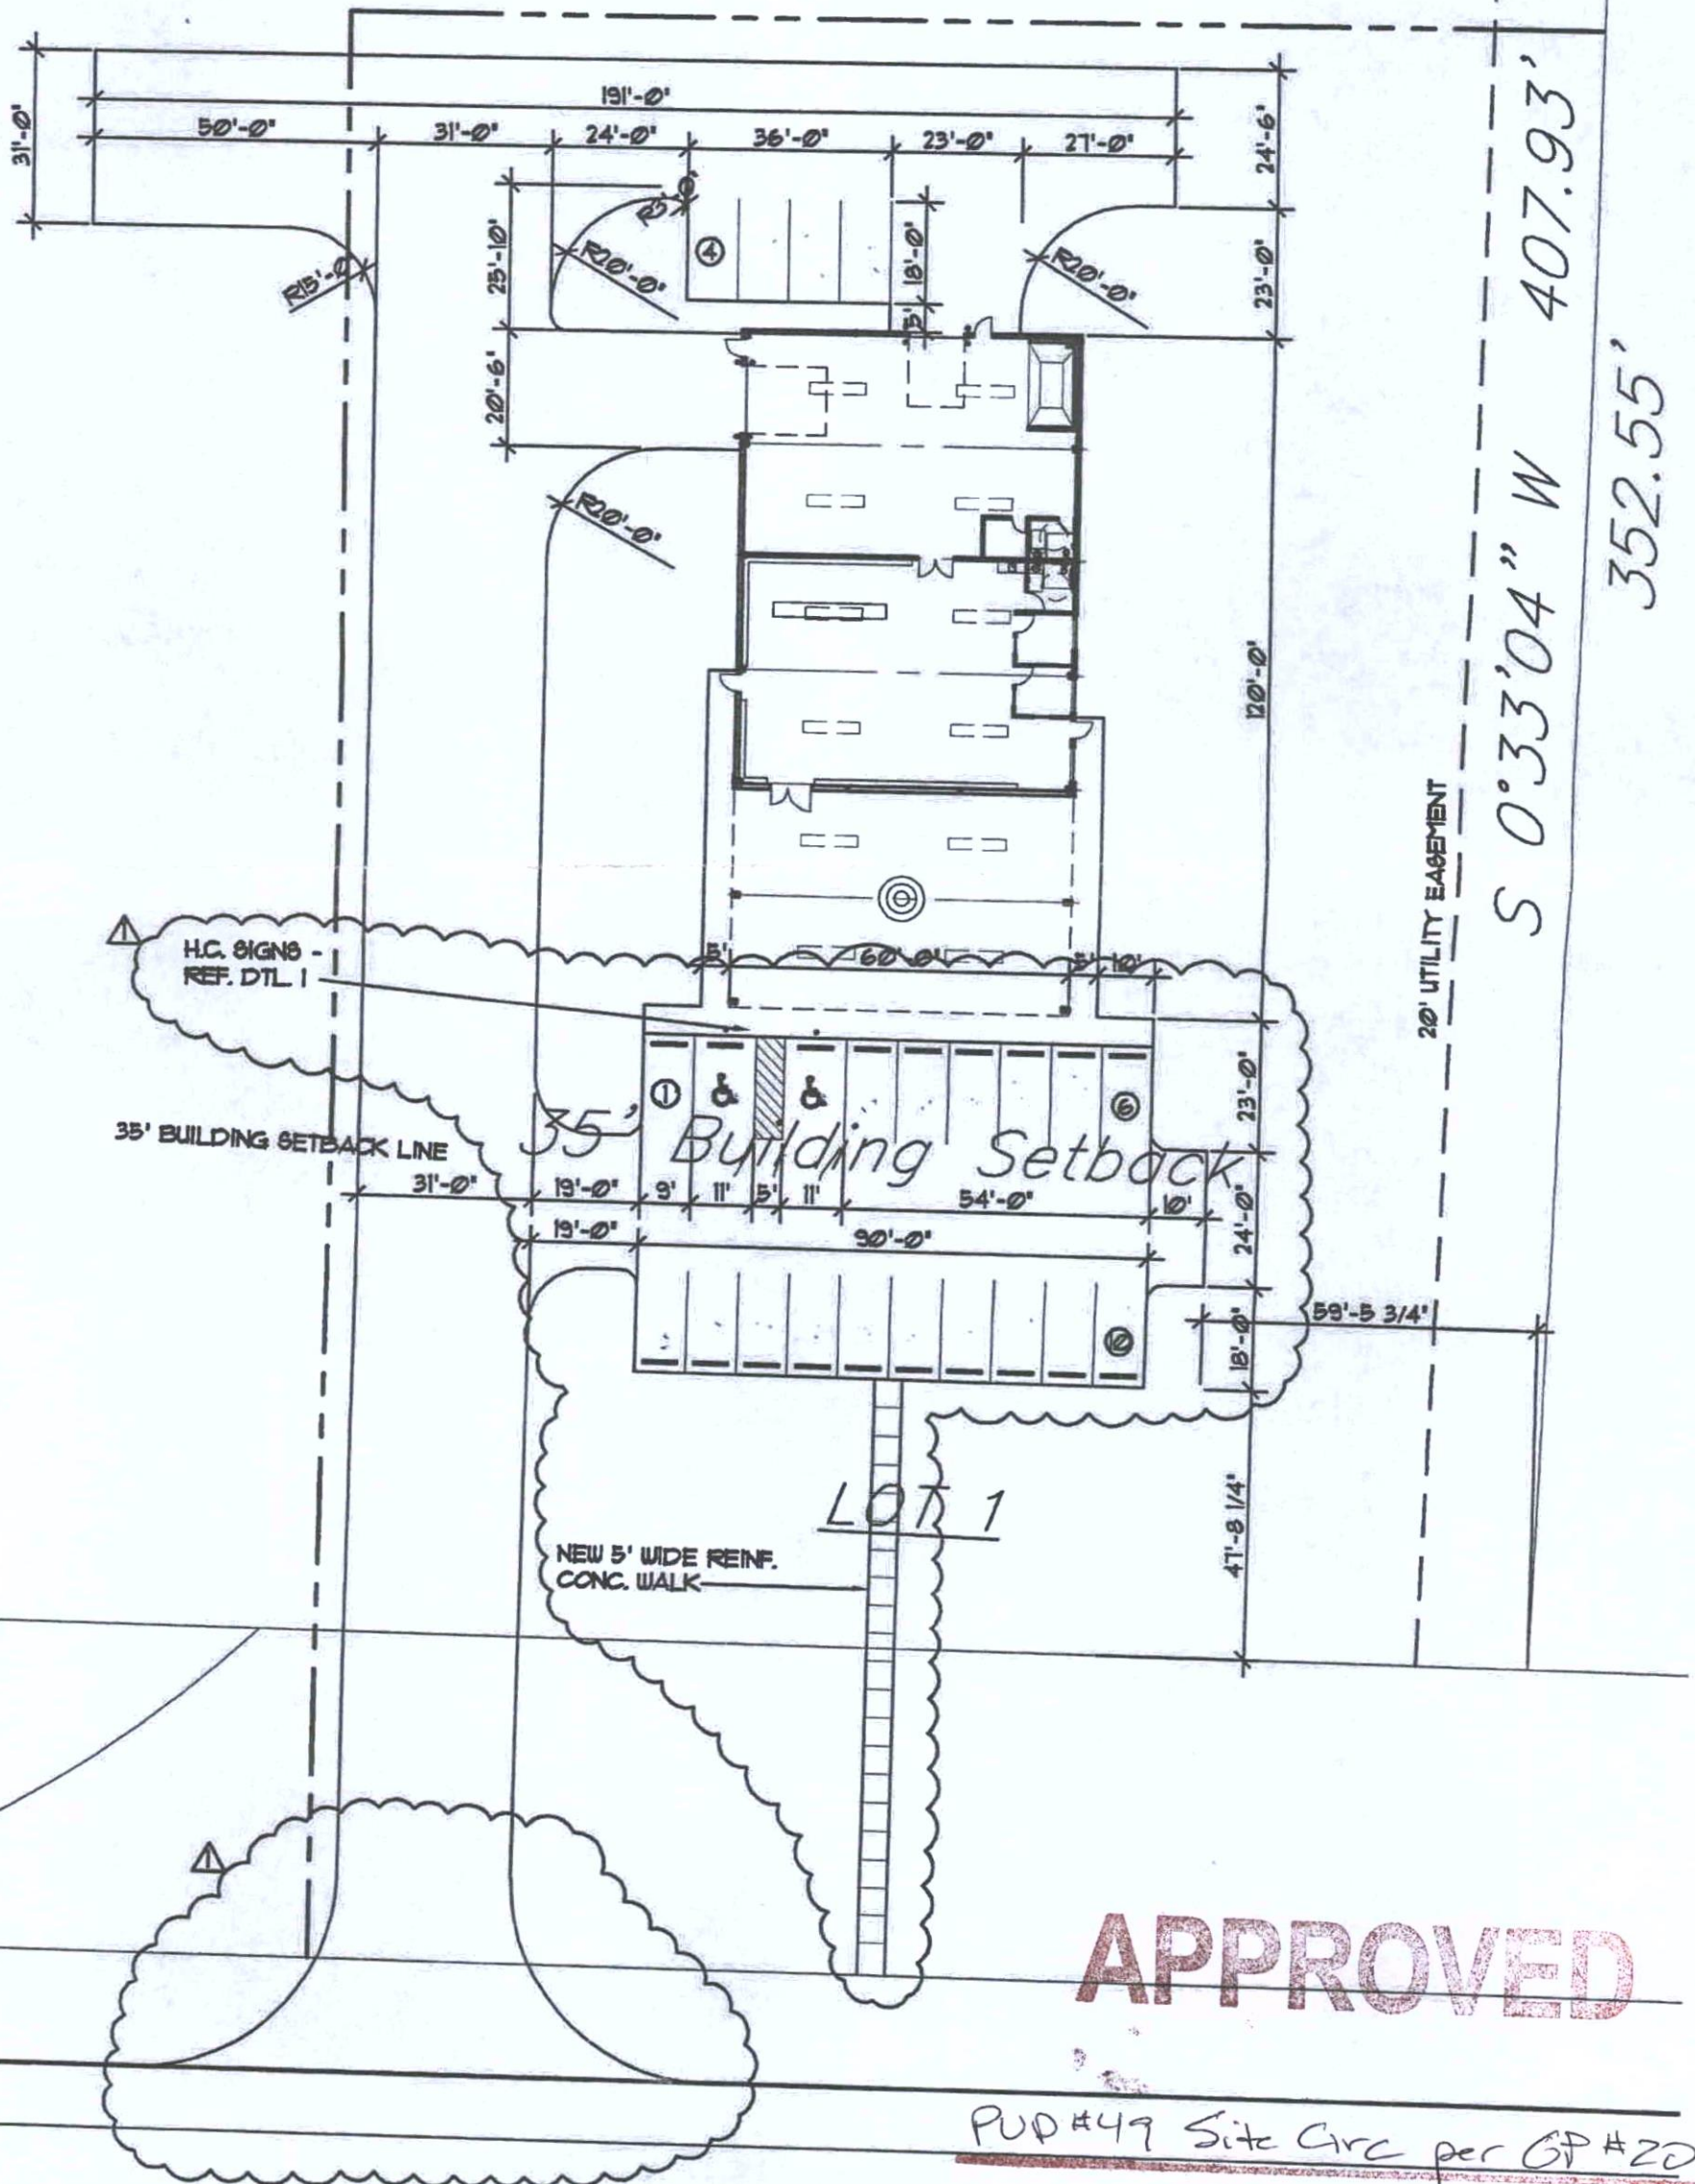 191'-0"
31'-0"
50'-0"
31'-0"
24'-0"
36'-0"
23'-0"
27'-0"
24'-6"
407.93'
25'-10"
4
18'-0"
R15'-0"
R20'-0"
R20'-0"
23'-0"
5'
20'-6"
352.55'
R20'-0"
S 0°33'04" W
120'-0"
20' UTILITY EASEMENT
1
H.C. SIGNS -
REF. DTL. 1
5'
60'-0"
5'
10'
1
6
23'-0"
35' BUILDING SETBACK LINE
35' Building Setback
31'-0"
19'-0"
9'
11'
5'
11'
54'-0"
10'
24'-0"
19'-0"
90'-0"
59'-5 3/4"
10
18'-0"
LOT 1
47'-8 1/4"
NEW 5' WIDE REINF.
CONC. WALK
1
APPROVED
PUD #49 Site Circ per GP #20